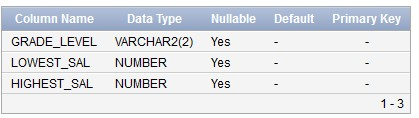 Column Name Data Type Nullable Default Primary Key
GRADE_LEVEL VARCHAR2(2) Yes - -
LOWEST_SAL NUMBER Yes - -
HIGHEST_SAL NUMBER Yes - -
1 - 3